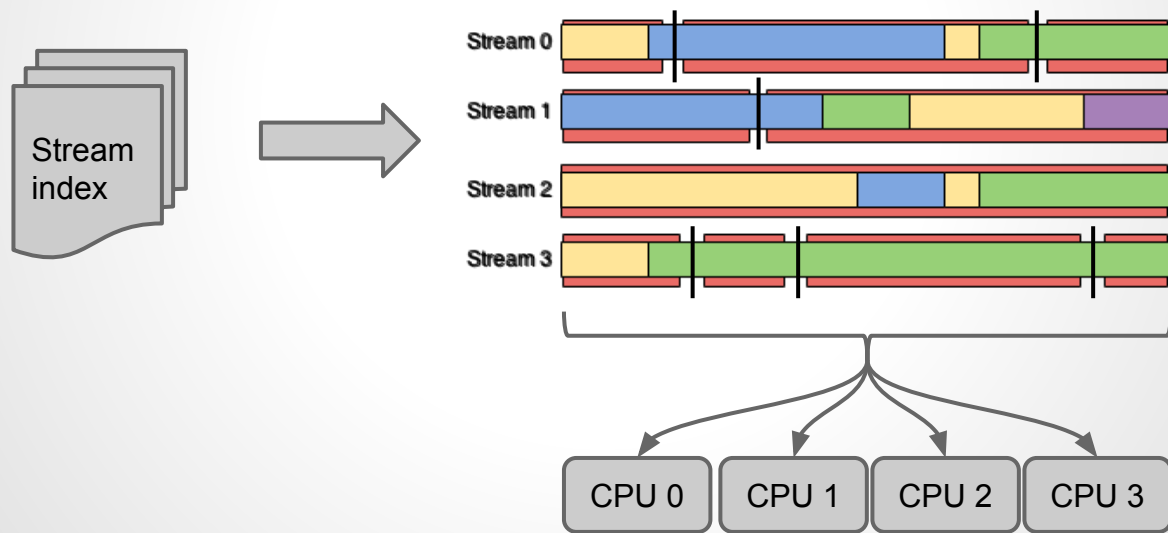 Stream
index
Stream 0
Stream 1
Stream 2
Stream 3
CPU 0
CPU 1
CPU 2
CPU 3